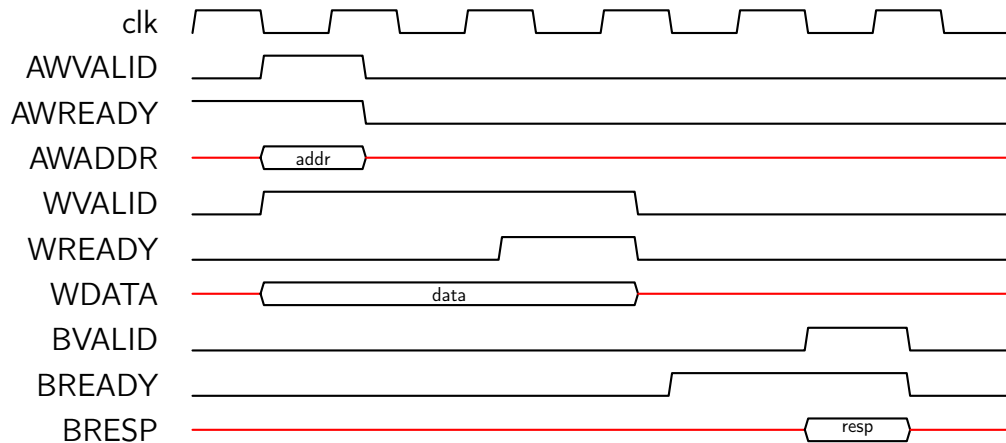 clk
AWVALID
AWREADY
AWADDR addr
WVALID
WREADY
WDATA data
BVALID
BREADY
BRESP resp